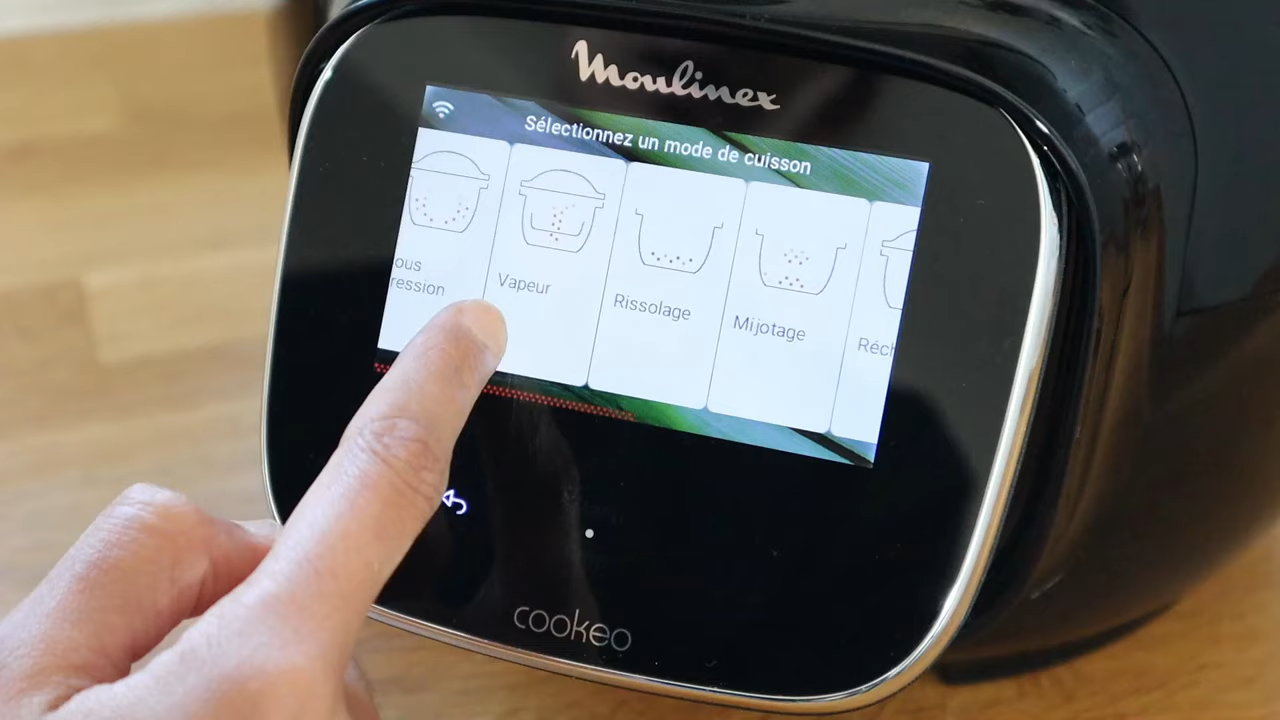 Moulinex
Sélectionnez un mode de cuisson
ous
ression
Vapeur
Rissolage
Mijotage
Réch
cookeo